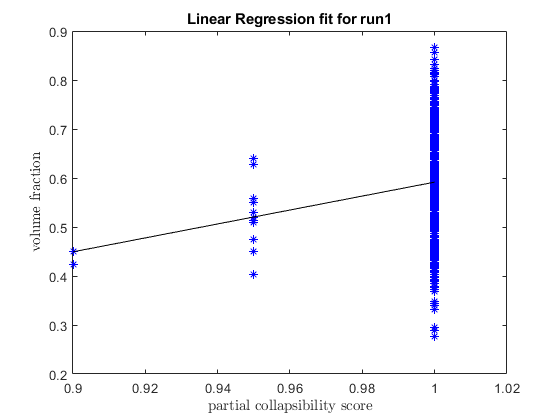 Linear Regression fit for run1
0.9
0.8
0.7
0.6
0.5
0.4
0.3
0.2
volume fraction
0.9 0.92 0.94 0.96 0.98 1 1.02
partial collapsibility score